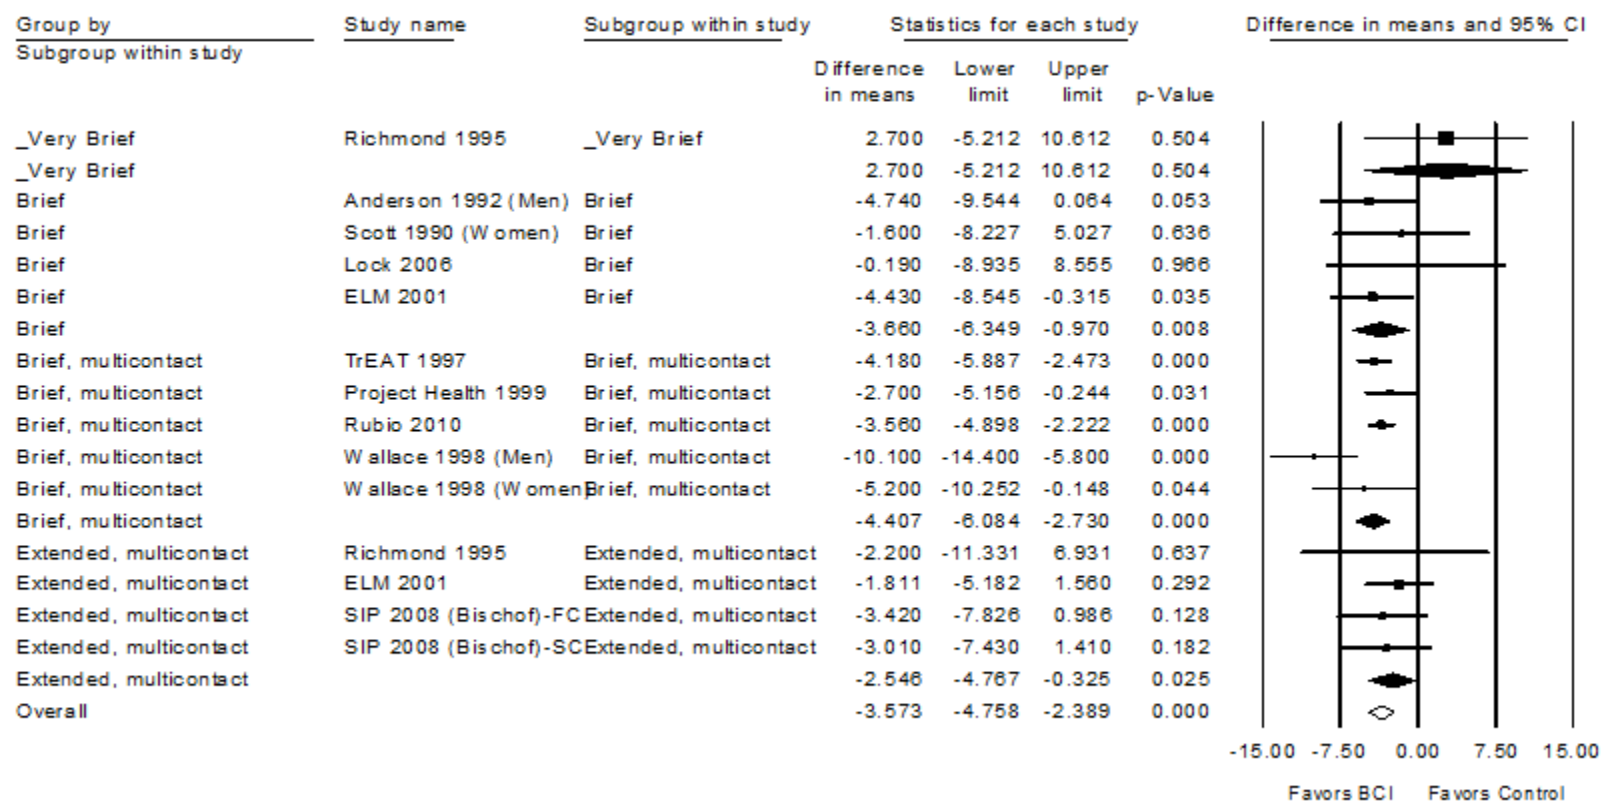 Group by Study name Subgroup within study Statistics for each study Difference in means and 95% CI
Subgroup within study
Difference Lower Upper
in means limit limit p-Value
_Very Brief Richmond 1995 _Very Brief 2.700 -5.212 10.612 0.504
_Very Brief 2.700 -5.212 10.612 0.504
Brief Anderson 1992 (Men) Brief -4.740 -9.544 0.064 0.053
Brief Scott 1990 (Women) Brief -1.600 -8.227 5.027 0.636
Brief Lock 2006 Brief -0.190 -8.935 8.555 0.966
Brief ELM 2001 Brief -4.430 -8.545 -0.315 0.035
Brief -3.660 -6.349 -0.970 0.008
Brief, multicontact TrEAT 1997 Brief, multicontact -4.180 -5.887 -2.473 0.000
Brief, multicontact Project Health 1999 Brief, multicontact -2.700 -5.156 -0.244 0.031
Brief, multicontact Rubio 2010 Brief, multicontact -3.560 -4.898 -2.222 0.000
Brief, multicontact Wallace 1998 (Men) Brief, multicontact -10.100 -14.400 -5.800 0.000
Brief, multicontact Wallace 1998 (Women) Brief, multicontact -5.200 -10.252 -0.148 0.044
Brief, multicontact -4.407 -6.084 -2.730 0.000
Extended, multicontact Richmond 1995 Extended, multicontact -2.200 -11.331 6.931 0.637
Extended, multicontact ELM 2001 Extended, multicontact -1.811 -5.182 1.560 0.292
Extended, multicontact SIP 2008 (Bischof)-FC Extended, multicontact -3.420 -7.826 0.986 0.128
Extended, multicontact SIP 2008 (Bischof)-SC Extended, multicontact -3.010 -7.430 1.410 0.182
Extended, multicontact -2.546 -4.767 -0.325 0.025
Overall -3.573 -4.758 -2.389 0.000
-15.00 -7.50 0.00 7.50 15.00
Favors BCI Favors Control